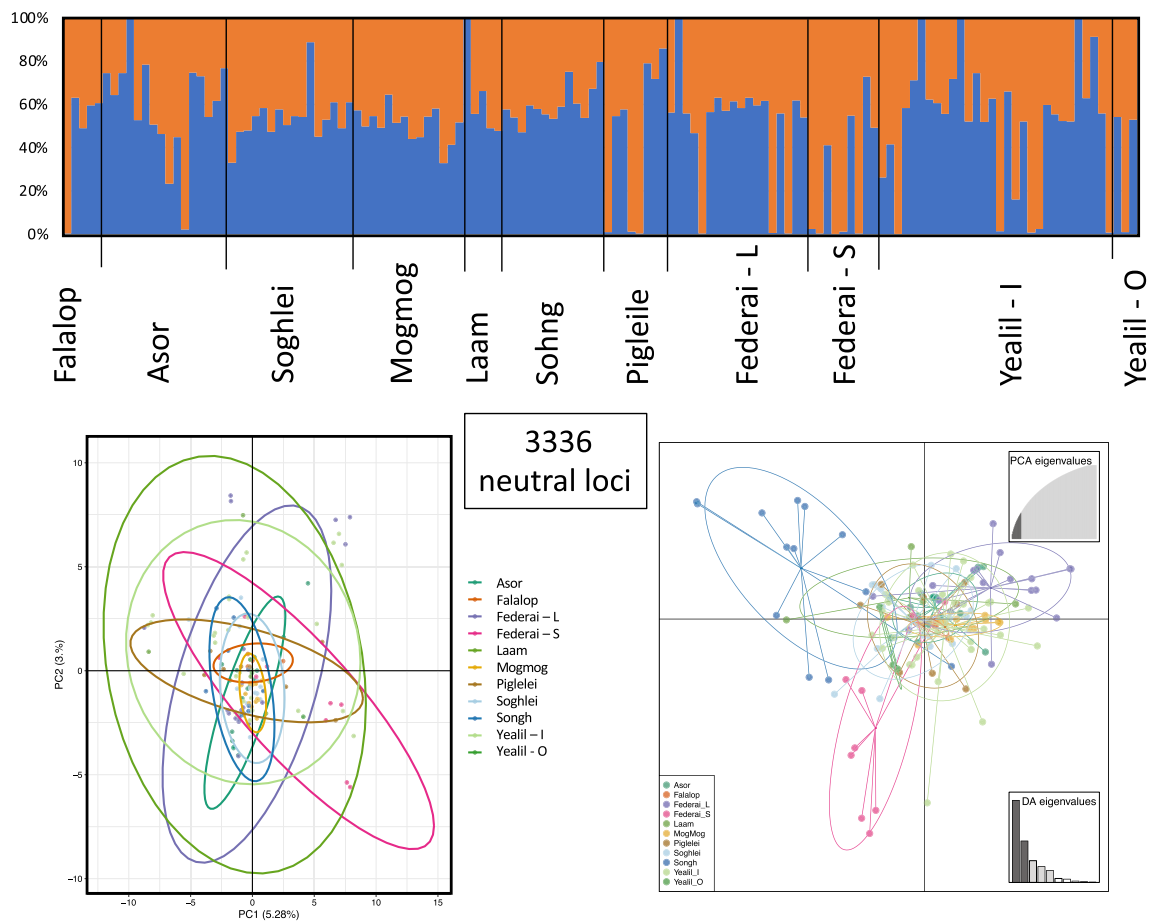 100%
80%
60%
40%
20%
0%
Falalop
Asor
Soghlei
Mogmog
Laam
Sohng
Pigleile
Federai - L
Federai - S
Yealil - I
Yealil - O
3336
neutral loci
10
5
0
−5
−10
PC2 (3.%)
−10
−5
0
5
10
15
PC1 (5.28%)
Asor
Falalop
Federai – L
Federai – S
Laam
Mogmog
Piglelei
Soghlei
Songh
Yealil – I
Yealil - O
PCA eigenvalues
Asor
Falalop
Federai_L
Federai_S
Laam
MogMog
Piglelei
Soghlei
Songh
Yealil_I
Yealil_O
DA eigenvalues